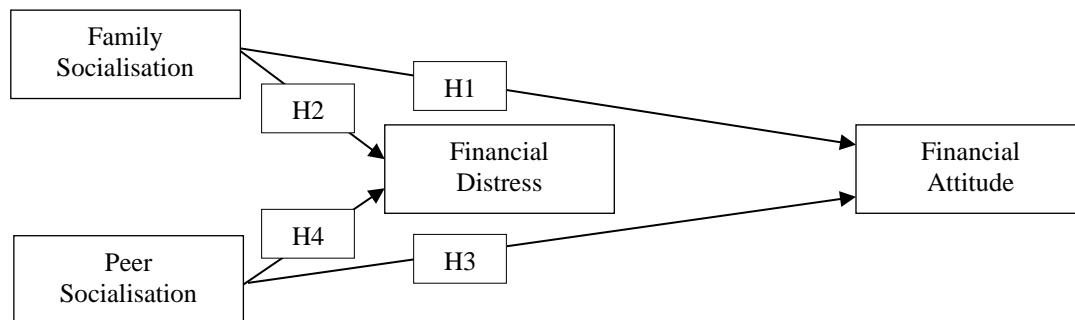 Family
Socialisation
H1
H2
Financial
Distress
Financial
Attitude
H4
H3
Peer
Socialisation